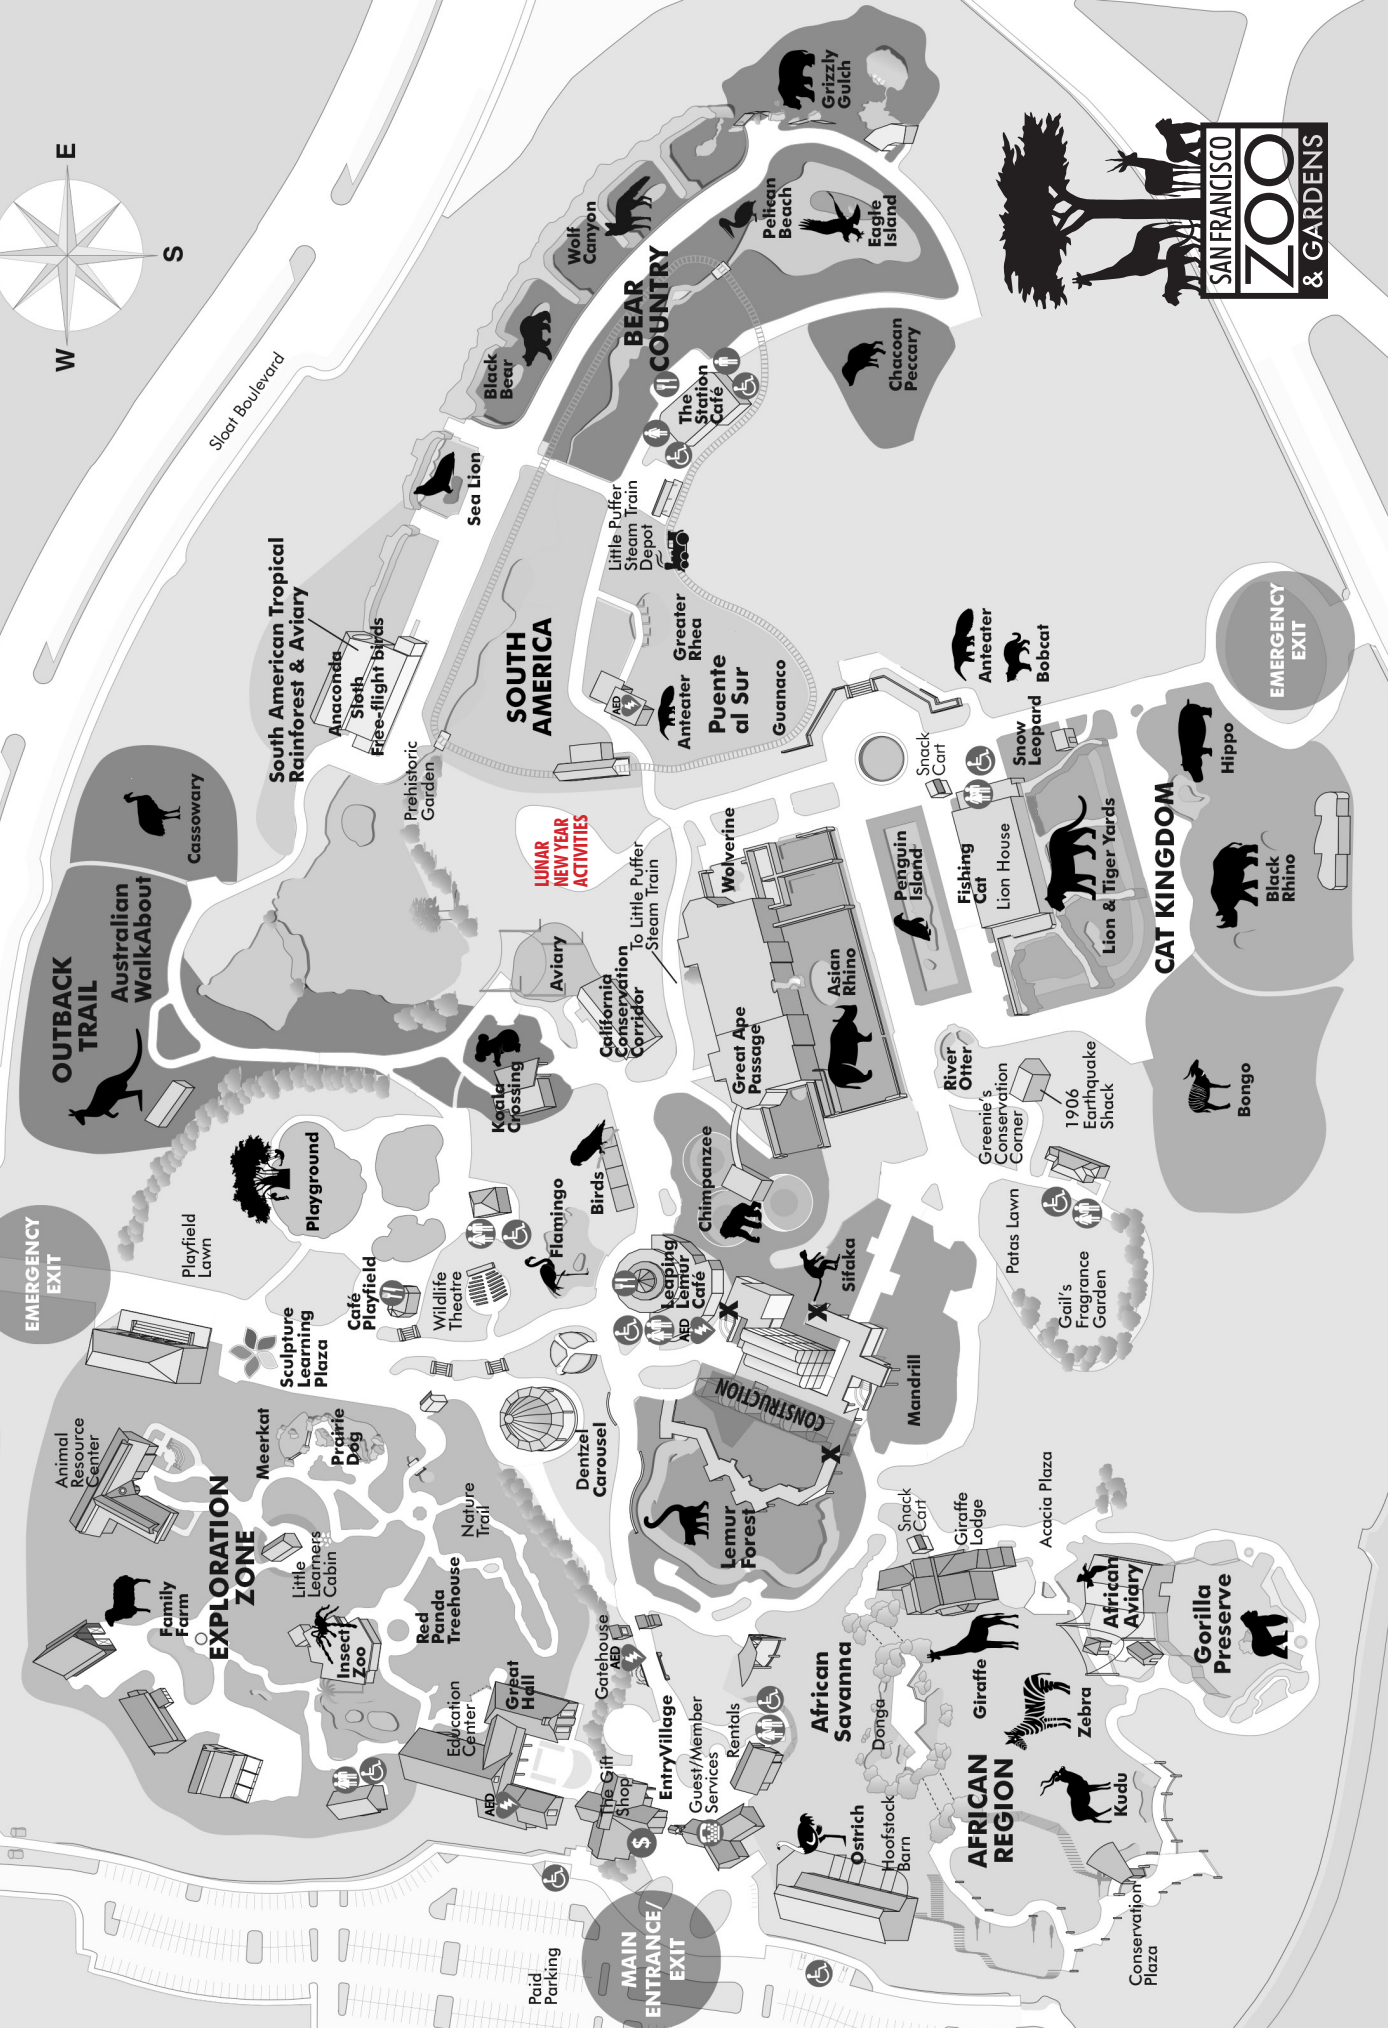 W
E
S
Sloat Boulevard
Grizzly
Gulch
Wolf
Canyon
Pelican
Beach
Eagle
Island
BEAR
COUNTRY
Black
Bear
The
Station
Café
Chacoan
Peccary
Sea Lion
SAN FRANCISCO
ZOO
& GARDENS
South American Tropical
Rainforest & Aviary
Anaconda
Sloth
Free-flight birds
Little Puffer
Steam Train
Depot
SOUTH
AMERICA
Greater
Rhea
AED
Anteater
Puente
al Sur
Guanaco
Prehistoric
Garden
LUNAR
NEW YEAR
ACTIVITIES
Cassowary
OUTBACK
TRAIL
Australian
WalkAbout
Aviary
California
Conservation
Corridor
To Little Puffer
Steam Train
Koala
Crossing
Wolverine
Great Ape
Passage
Asian
Rhino
Anteater
Bobcat
Snack
Cart
Snow
Leopard
Penguin
Island
Fishing
Cat
Lion House
Lion & Tiger Yards
CAT KINGDOM
Hippo
Black
Rhino
Bongo
EMERGENCY
EXIT
River
Otter
Greenie's
Conservation
Corner
1906
Earthquake
Shack
Patas Lawn
Gail's
Fragrance
Garden
EMERGENCY
EXIT
Playfield
Lawn
Playground
Café
Playfield
Wildlife
Theatre
Flamingo
Birds
Chimpanzee
Leaping
Lemur
Café
AED
X
X
X
Sifaka
Mandrill
CONSTRUCTION
Sculpture
Learning
Plaza
Animal
Resource
Center
Meerkat
Prairie
Dog
EXPLORATION
ZONE
Little
Learners
Cabin
Family
Farm
Insect
Zoo
Red
Panda
Treehouse
Nature
Trail
Dentzel
Carousel
Lemur
Forest
Education
Center
Great
Hall
AED
Gatehouse
AED
The Gift
Shop
$
EntryVillage
Guest/Member
Services
Rentals
Snack
Cart
Giraffe
Lodge
Acacia Plaza
African
Aviary
Gorilla
Preserve
African
Savanna
Donga
Giraffe
Zebra
AFRICAN
REGION
Kudu
Ostrich
Hoofstock
Barn
Conservation
Plaza
Paid
Parking
MAIN
ENTRANCE/
EXIT